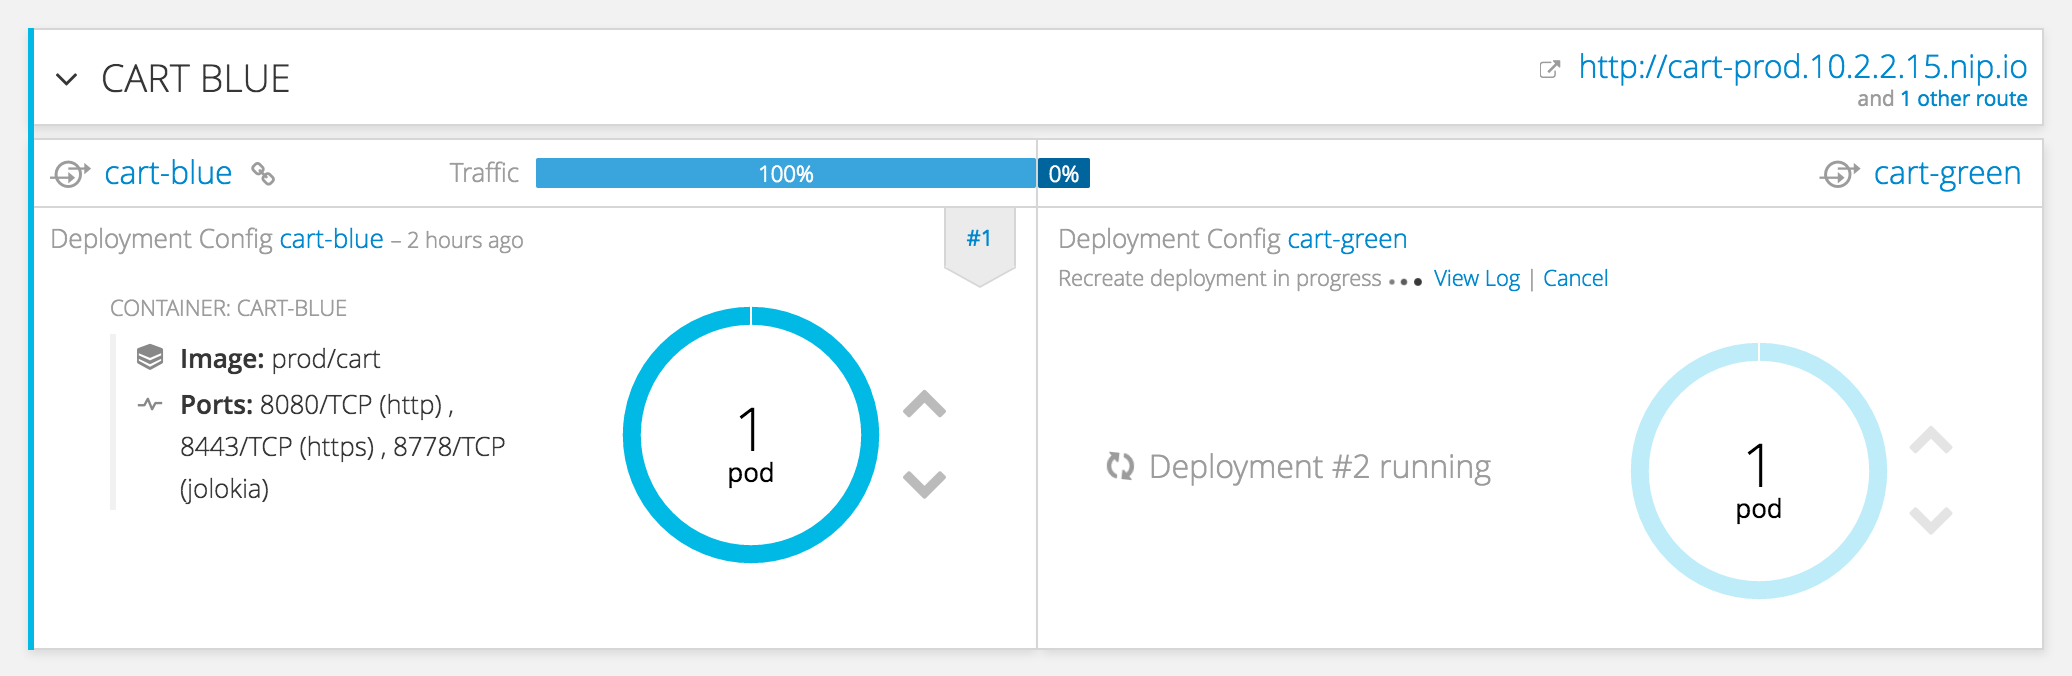 CART BLUE
http://cart-prod.10.2.2.15.nip.io
and 1 other route
cart-blue
Traffic
100%
0%
cart-green
Deployment Config cart-blue – 2 hours ago
#1
CONTAINER: CART-BLUE
Image: prod/cart
Ports: 8080/TCP (http) ,
8443/TCP (https) , 8778/TCP
(jolokia)
1
pod
Deployment Config cart-green
Recreate deployment in progress ... View Log | Cancel
Deployment #2 running
1
pod